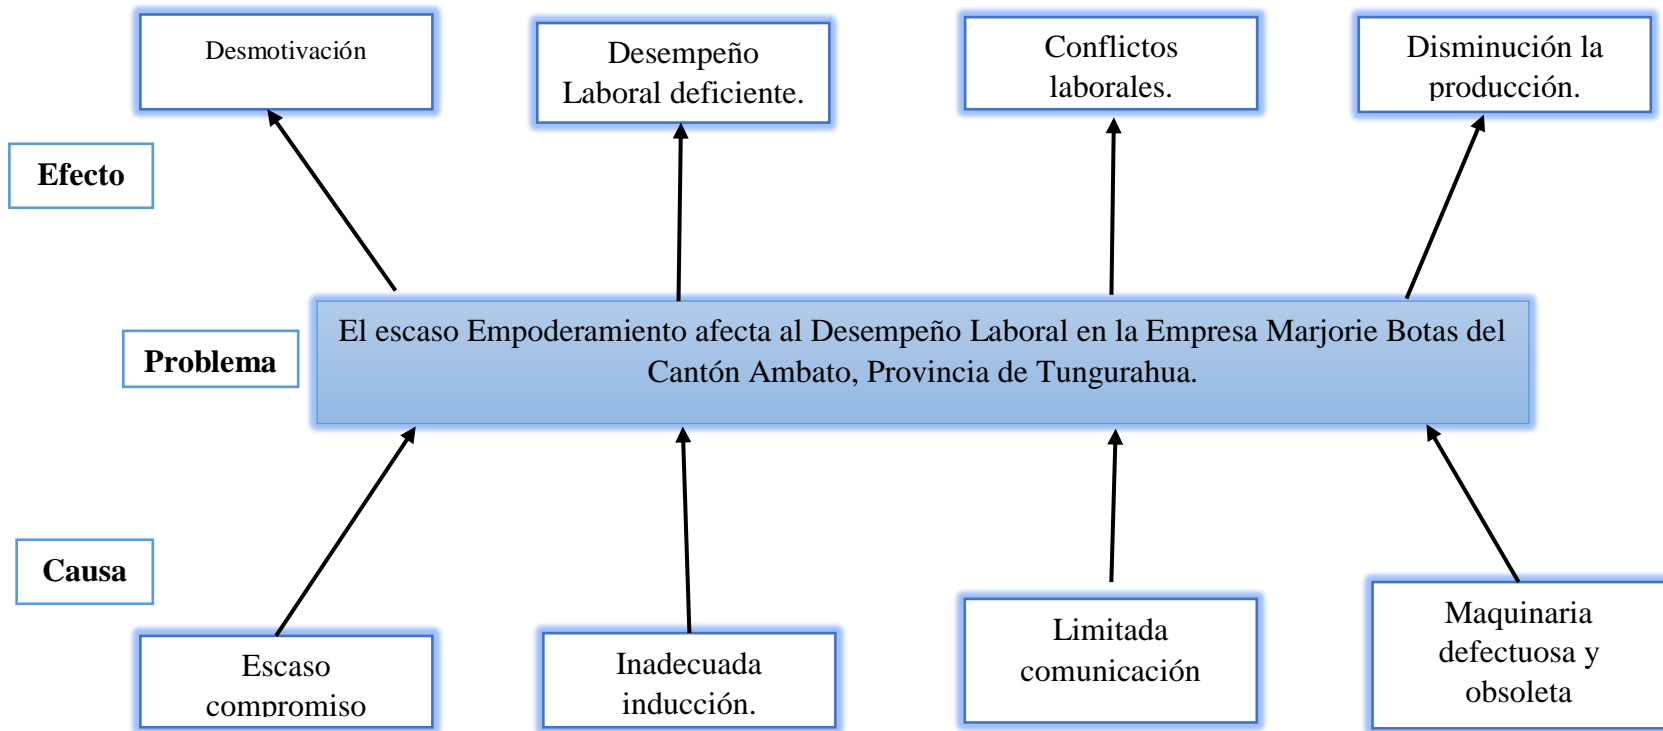 Desmotivación
Desempeño
Laboral deficiente.
Conflictos
laborales.
Disminución la
producción.
Efecto
Problema
El escaso Empoderamiento afecta al Desempeño Laboral en la Empresa Marjorie Botas del
Cantón Ambato, Provincia de Tungurahua.
Causa
Escaso
compromiso
Inadecuada
inducción.
Limitada
comunicación
Maquinaria
defectuosa y
obsoleta